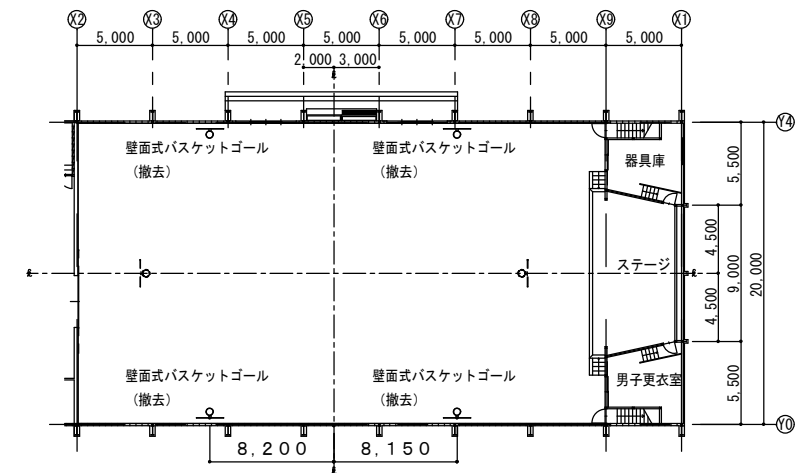 X2 X3 X4 X5 X6 X7 X8 X9 X1
5,000 5,000 5,000 5,000 5,000 5,000 5,000 5,000
2,000 3,000
Y4
壁面式バスケットゴール
（撤去）
壁面式バスケットゴール
（撤去）
器具庫
5,500
4,500
ステージ
9,000
20,000
4,500
壁面式バスケットゴール
（撤去）
壁面式バスケットゴール
（撤去）
男子更衣室
5,500
Y0
8,200 8,150